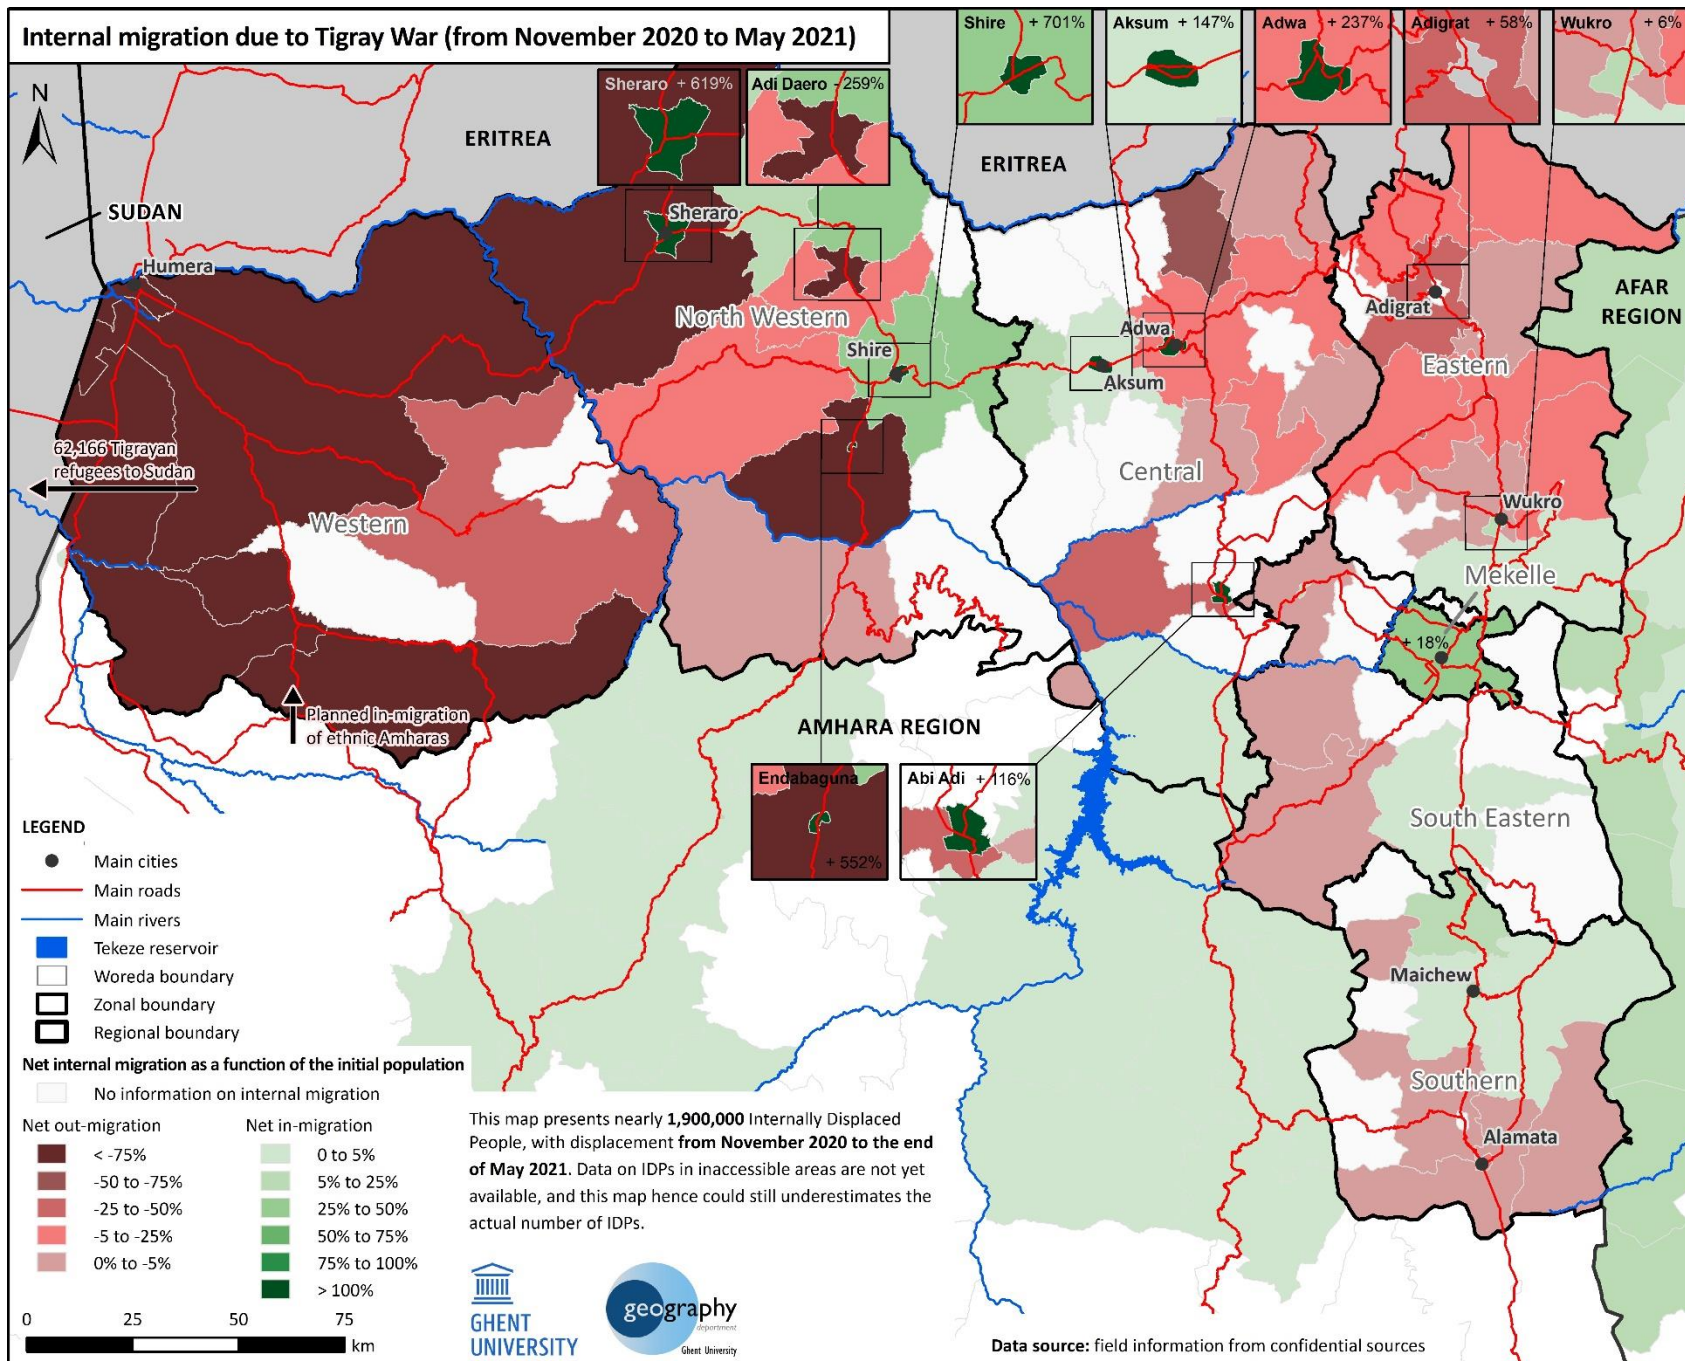 Internal migration due to Tigray War (from November 2020 to May 2021)
Shire + 701%
Aksum + 147%
Adwa + 237%
Adigrat + 58%
Wukro + 6%
Sheraro + 619%
Adi Daero - 259%
N
ERITREA
ERITREA
SUDAN
Humera
Sheraro
North Western
Shire
Adwa
Aksum
Adigrat
Eastern
AFAR
REGION
62,166 Tigrayan
refugees to Sudan
Western
Central
Wukro
Mekelle
+ 18%
Planned in-migration
of ethnic Amharas
AMHARA REGION
Endabaguna
+ 552%
Abi Adi + 116%
South Eastern
Maichew
Southern
Alamata
LEGEND
Main cities
Main roads
Main rivers
Tekeze reservoir
Woreda boundary
Zonal boundary
Regional boundary
Net internal migration as a function of the initial population
No information on internal migration
Net out-migration
< -75%
-50 to -75%
-25 to -50%
-5 to -25%
0% to -5%
Net in-migration
0 to 5%
5% to 25%
25% to 50%
50% to 75%
75% to 100%
> 100%
0 25 50 75
km
This map presents nearly 1,900,000 Internally Displaced
People, with displacement from November 2020 to the end
of May 2021. Data on IDPs in inaccessible areas are not yet
available, and this map hence could still underestimates the
actual number of IDPs.
GHENT
UNIVERSITY
geography
department
Ghent University
Data source: field information from confidential sources